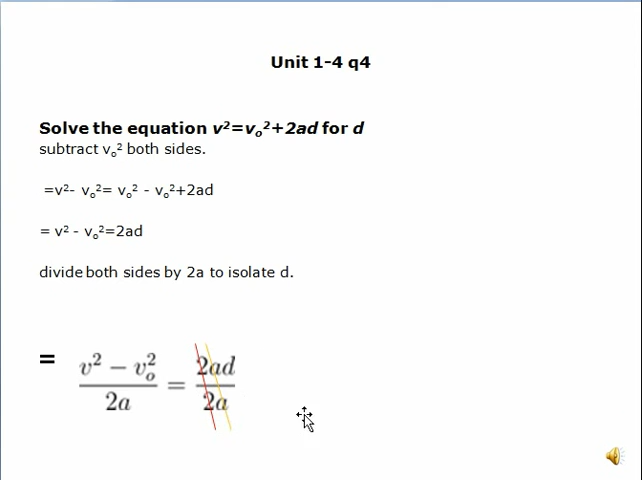 Unit 1-4 q4
Solve the equation v²=vₒ²+2ad for d
subtract vₒ² both sides.
=v²- vₒ²= vₒ² - vₒ²+2ad
= v² - vₒ²=2ad
divide both sides by 2a to isolate d.
= (v² − vₒ²)/2a = 2ad/2a